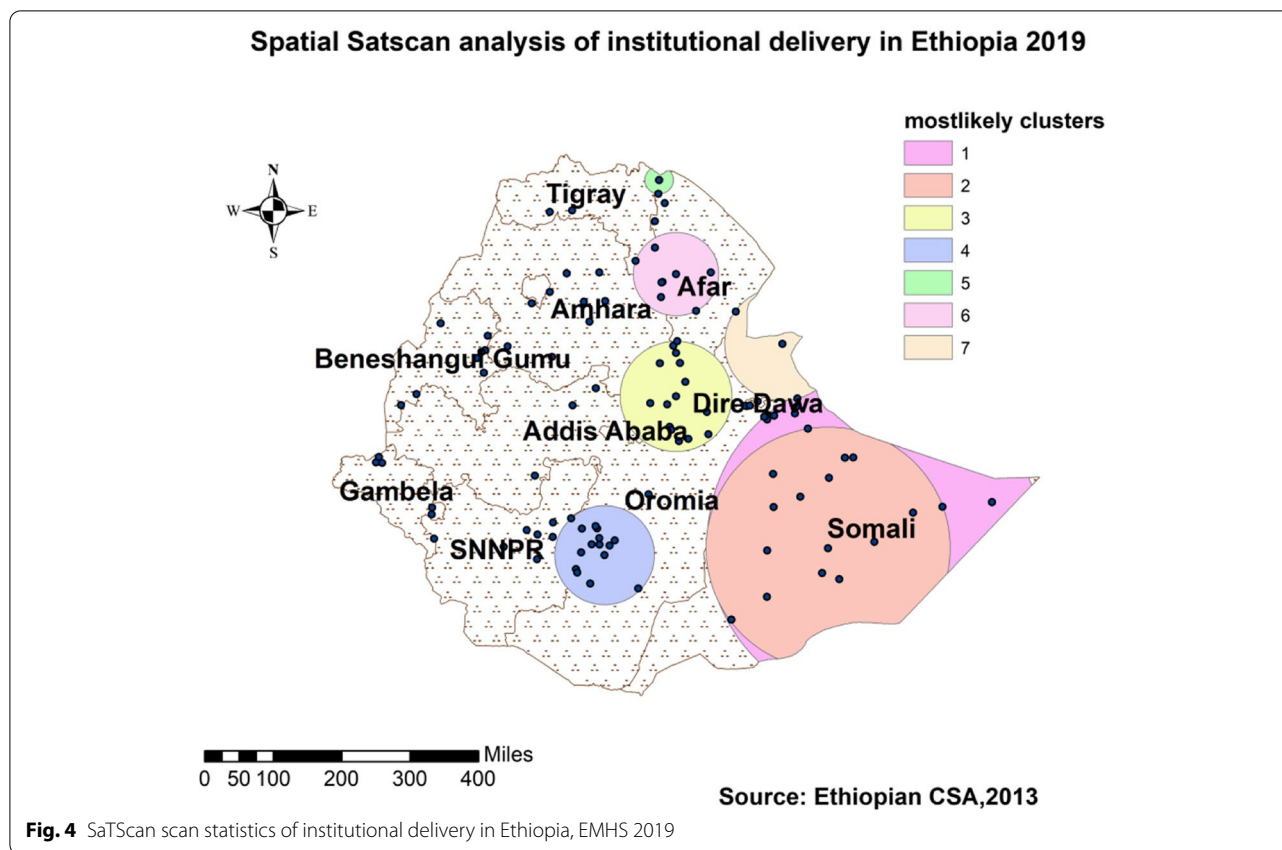 Spatial Satscan analysis of institutional delivery in Ethiopia 2019
mostlikely clusters
1
2
3
4
5
6
7
N
W E
S
Tigray
Afar
Amhara
Beneshangul Gumu
Dire Dawa
Addis Ababa
Gambela
Oromia
SNNPR
Somali
Miles
0 50 100 200 300 400
Source: Ethiopian CSA,2013
Fig. 4 SaTScan scan statistics of institutional delivery in Ethiopia, EMHS 2019